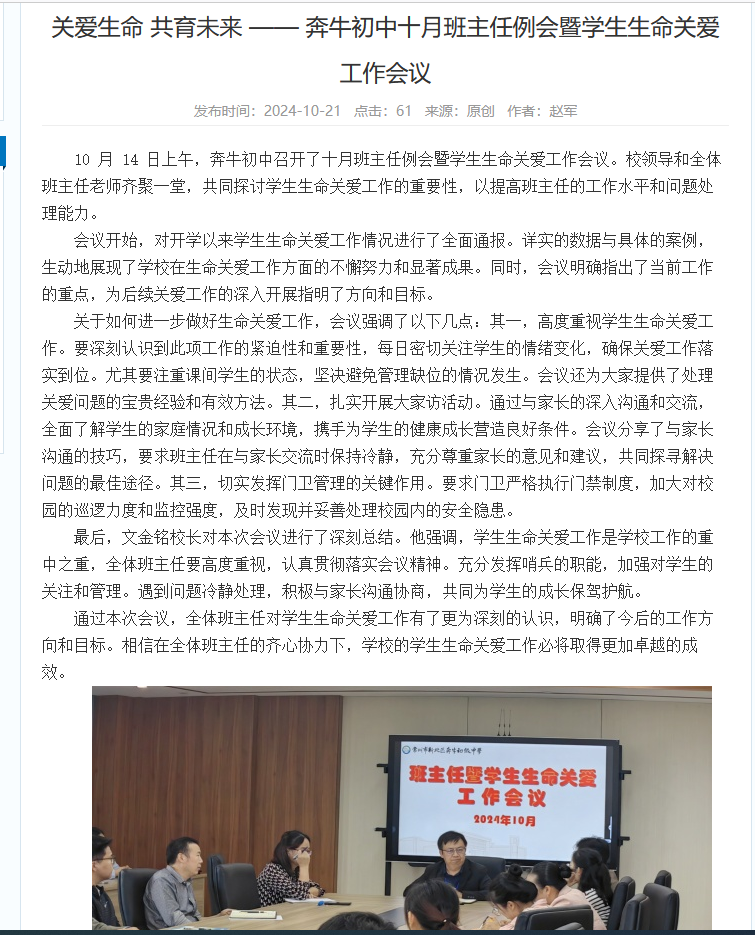 关爱生命 共育未来 —— 奔牛初中十月班主任例会暨学生生命关爱
工作会议
发布时间：2024-10-21 点击：61 来源：原创 作者：赵军
10 月 14 日上午，奔牛初中召开了十月班主任例会暨学生生命关爱工作会议。校领导和全体
班主任老师齐聚一堂，共同探讨学生生命关爱工作的重要性，以提高班主任的工作水平和问题处
理能力。
会议开始，对开学以来学生生命关爱工作情况进行了全面通报。详实的数据与具体的案例，
生动地展现了学校在生命关爱工作方面的不懈努力和显著成果。同时，会议明确指出了当前工作
的重点，为后续关爱工作的深入开展指明了方向和目标。
关于如何进一步做好生命关爱工作，会议强调了以下几点：其一，高度重视学生生命关爱工
作。要深刻认识到此项工作的紧迫性和重要性，每日密切关注学生的情绪变化，确保关爱工作落
实到位。尤其要注重课间学生的状态，坚决避免管理缺位的情况发生。会议还为大家提供了处理
关爱问题的宝贵经验和有效方法。其二，扎实开展大家访活动。通过与家长的深入沟通和交流，
全面了解学生的家庭情况和成长环境，携手为学生的健康成长营造良好条件。会议分享了与家长
沟通的技巧，要求班主任在与家长交流时保持冷静，充分尊重家长的意见和建议，共同探寻解决
问题的最佳途径。其三，切实发挥门卫管理的关键作用。要求门卫严格执行门禁制度，加大对校
园的巡逻力度和监控强度，及时发现并妥善处理校园内的安全隐患。
最后，文金铭校长对本次会议进行了深刻总结。他强调，学生生命关爱工作是学校工作的重
中之重，全体班主任要高度重视，认真贯彻落实会议精神。充分发挥哨兵的职能，加强对学生的
关注和管理。遇到问题冷静处理，积极与家长沟通协商，共同为学生的成长保驾护航。
通过本次会议，全体班主任对学生生命关爱工作有了更为深刻的认识，明确了今后的工作方
向和目标。相信在全体班主任的齐心协力下，学校的学生生命关爱工作必将取得更加卓越的成
效。
常州市新北区奔牛初级中学
班主任暨学生生命关爱
工作会议
2024年10月